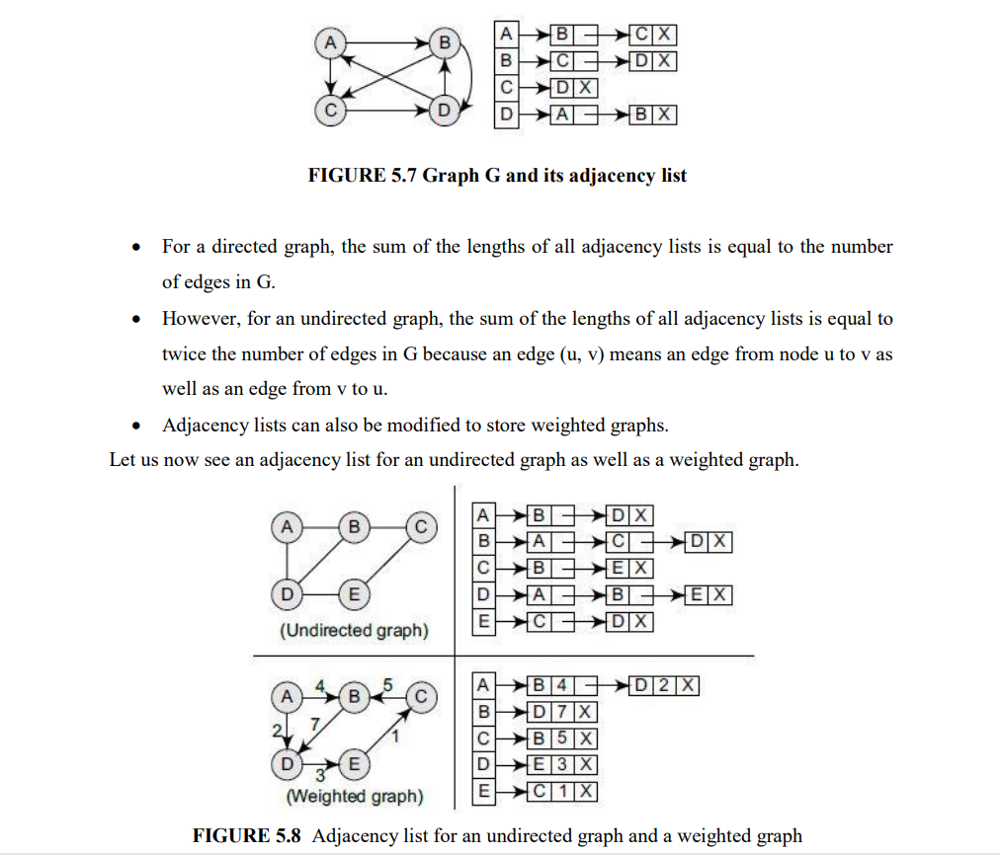 A B A B C X
B C D X
C D X
C D D A B X
FIGURE 5.7 Graph G and its adjacency list
• For a directed graph, the sum of the lengths of all adjacency lists is equal to the number
of edges in G.
• However, for an undirected graph, the sum of the lengths of all adjacency lists is equal to
twice the number of edges in G because an edge (u, v) means an edge from node u to v as
well as an edge from v to u.
• Adjacency lists can also be modified to store weighted graphs.
Let us now see an adjacency list for an undirected graph as well as a weighted graph.
A B C
D E
(Undirected graph)
A B D X
B A C D X
C B E X
D A B E X
E C D X
4 5
A B C
2 7 1
D E
3
(Weighted graph)
A B 4 D 2 X
B D 7 X
C B 5 X
D E 3 X
E C 1 X
FIGURE 5.8 Adjacency list for an undirected graph and a weighted graph